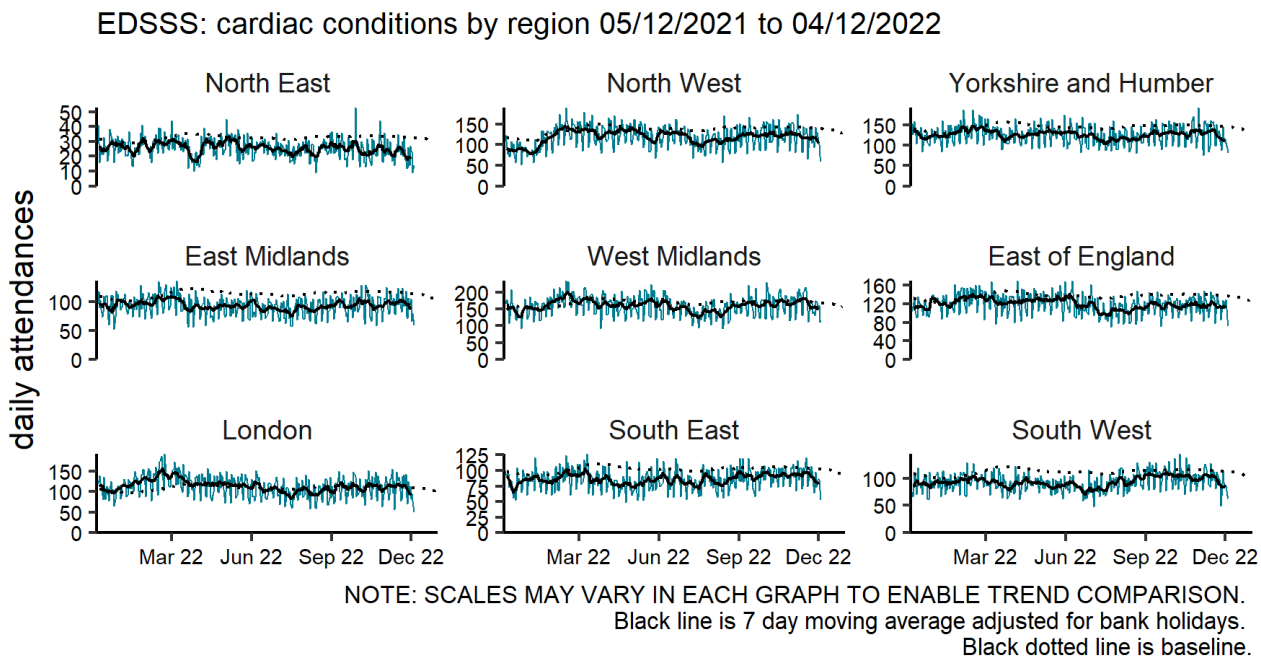 EDSSS: cardiac conditions by region 05/12/2021 to 04/12/2022
daily attendances
North East
50
40
30
20
10
0
North West
150
100
50
0
Yorkshire and Humber
150
100
50
0
East Midlands
100
50
0
West Midlands
200
150
100
50
0
East of England
160
120
80
40
0
London
150
100
50
0
South East
125
100
75
50
25
0
South West
100
50
0
Mar 22 Jun 22 Sep 22 Dec 22
Mar 22 Jun 22 Sep 22 Dec 22
Mar 22 Jun 22 Sep 22 Dec 22
NOTE: SCALES MAY VARY IN EACH GRAPH TO ENABLE TREND COMPARISON.
Black line is 7 day moving average adjusted for bank holidays.
Black dotted line is baseline.